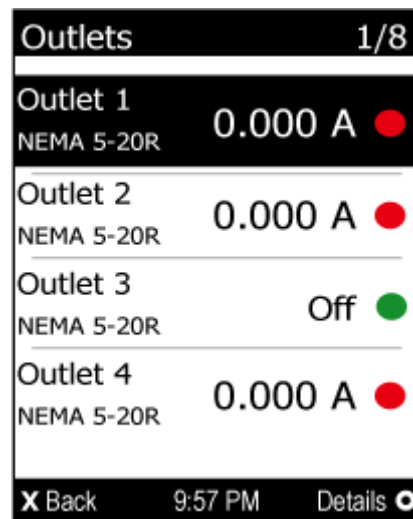 Outlets 1/8
Outlet 1
NEMA 5-20R 0.000 A
Outlet 2
NEMA 5-20R 0.000 A
Outlet 3
NEMA 5-20R Off
Outlet 4
NEMA 5-20R 0.000 A
X Back 9:57 PM Details